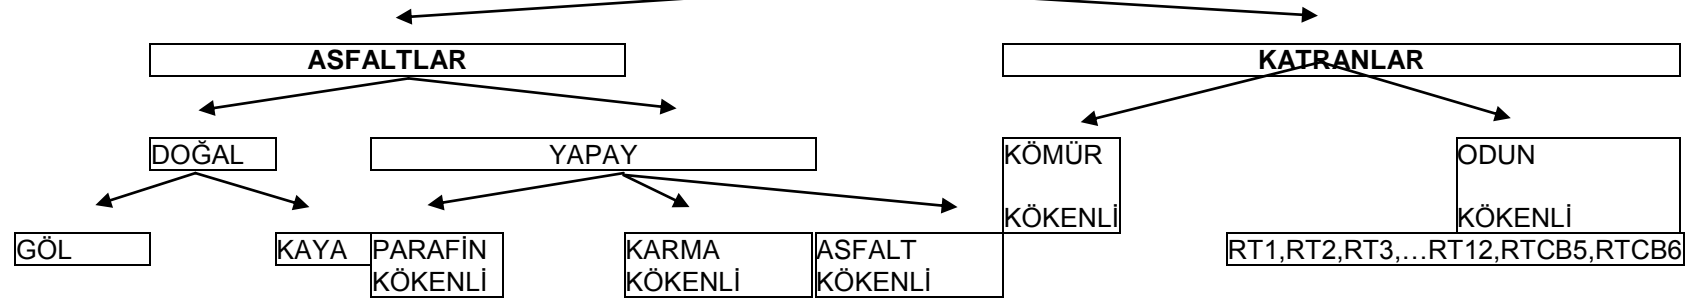 ASFALTLAR
KATRANLAR
DOĞAL
YAPAY
KÖMÜR
KÖKENLİ
ODUN
KÖKENLİ
GÖL
KAYA
PARAFİN
KÖKENLİ
KARMA
KÖKENLİ
ASFALT
KÖKENLİ
RT1,RT2,RT3,…RT12,RTCB5,RTCB6